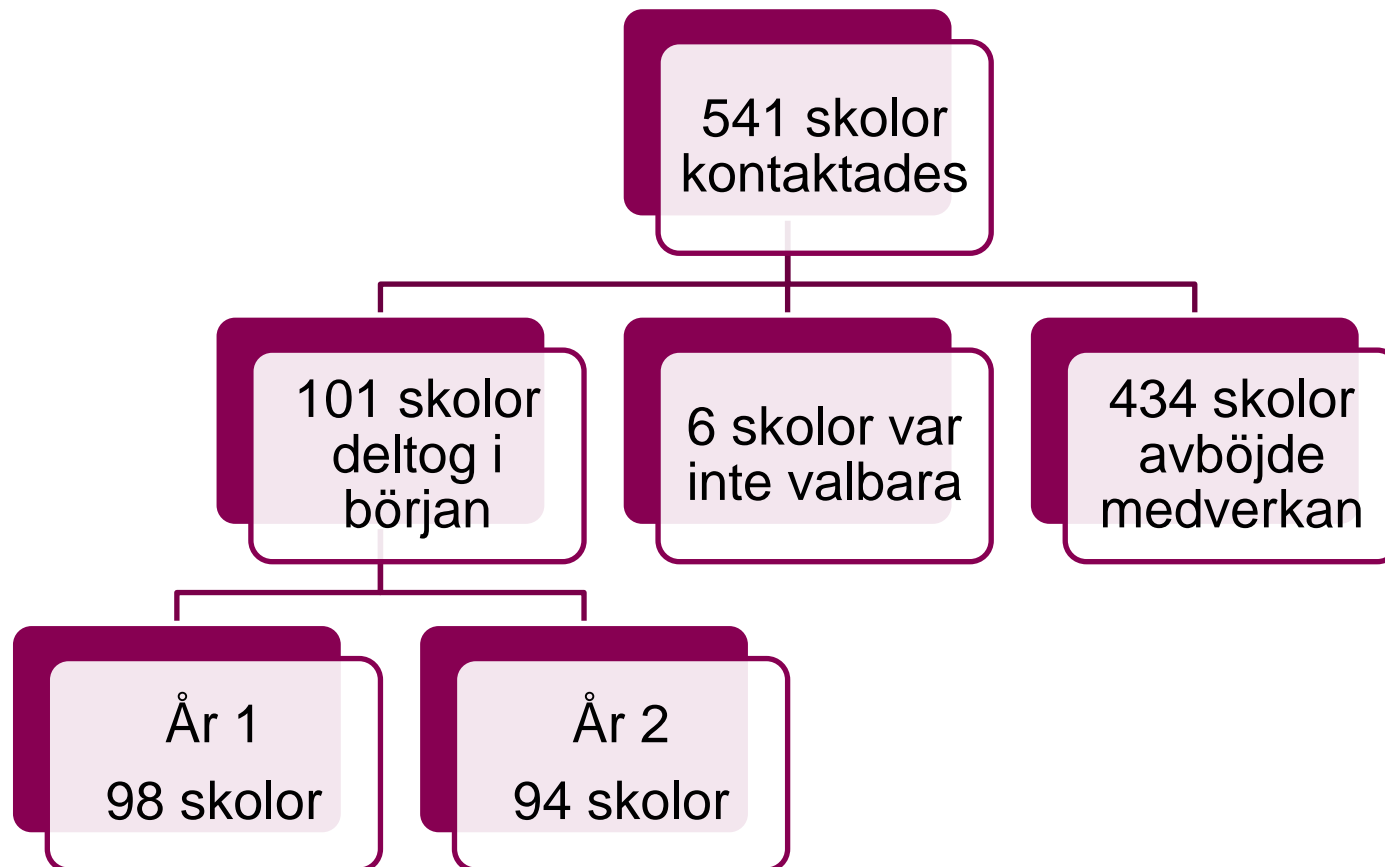 541 skolor
kontaktades
101 skolor
deltog i
början
6 skolor var
inte valbara
434 skolor
avböjde
medverkan
År 1
98 skolor
År 2
94 skolor